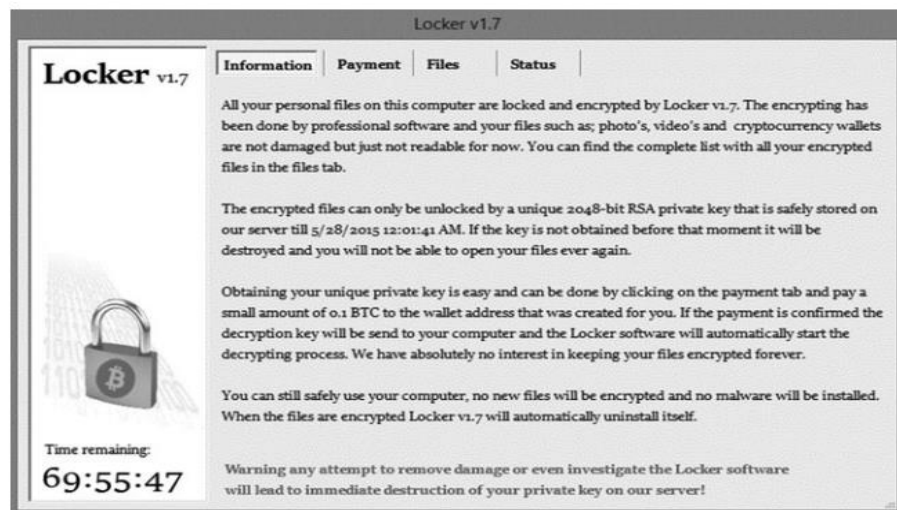 Locker v1.7
Locker v1.7
Information Payment Files Status
All your personal files on this computer are locked and encrypted by Locker v1.7. The encrypting has
been done by professional software and your files such as; photo's, video's and cryptocurrency wallets
are not damaged but just not readable for now. You can find the complete list with all your encrypted
files in the files tab.
The encrypted files can only be unlocked by a unique 2048-bit RSA private key that is safely stored on
our server till 5/28/2015 12:01:41 AM. If the key is not obtained before that moment it will be
destroyed and you will not be able to open your files ever again.
Obtaining your unique private key is easy and can be done by clicking on the payment tab and pay a
small amount of 0.1 BTC to the wallet address that was created for you. If the payment is confirmed the
decryption key will be send to your computer and the Locker software will automatically start the
decrypting process. We have absolutely no interest in keeping your files encrypted forever.
You can still safely use your computer, no new files will be encrypted and no malware will be installed.
When the files are encrypted Locker v1.7 will automatically uninstall itself.
Warning any attempt to remove damage or even investigate the Locker software
will lead to immediate destruction of your private key on our server!
Time remaining:
69:55:47